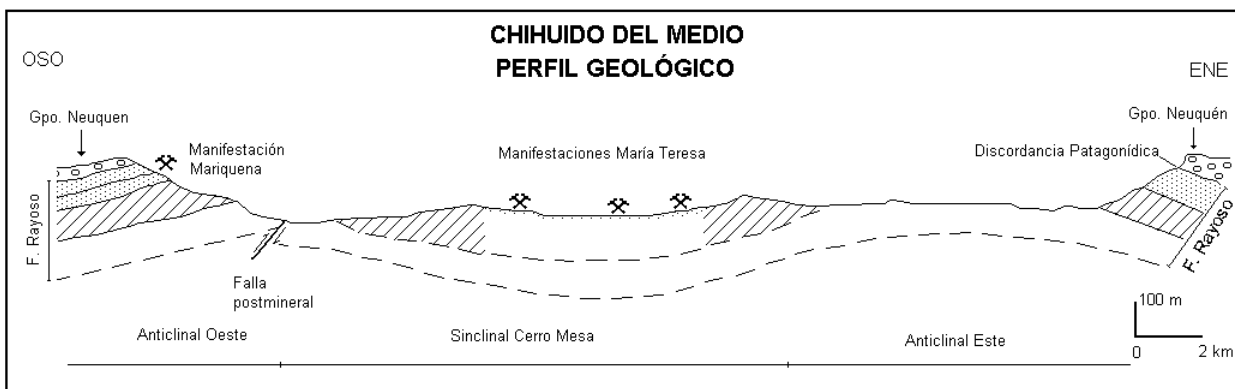 CHIHUIDO DEL MEDIO
PERFIL GEOLÓGICO
OSO
ENE
Gpo. Neuquen
Gpo. Neuquén
Manifestación
Mariquena
Manifestaciones María Teresa
Discordancia Patagonídica
F. Rayoso
F. Rayoso
Falla
postmineral
100 m
0 2 km
Anticlinal Oeste
Sinclinal Cerro Mesa
Anticlinal Este